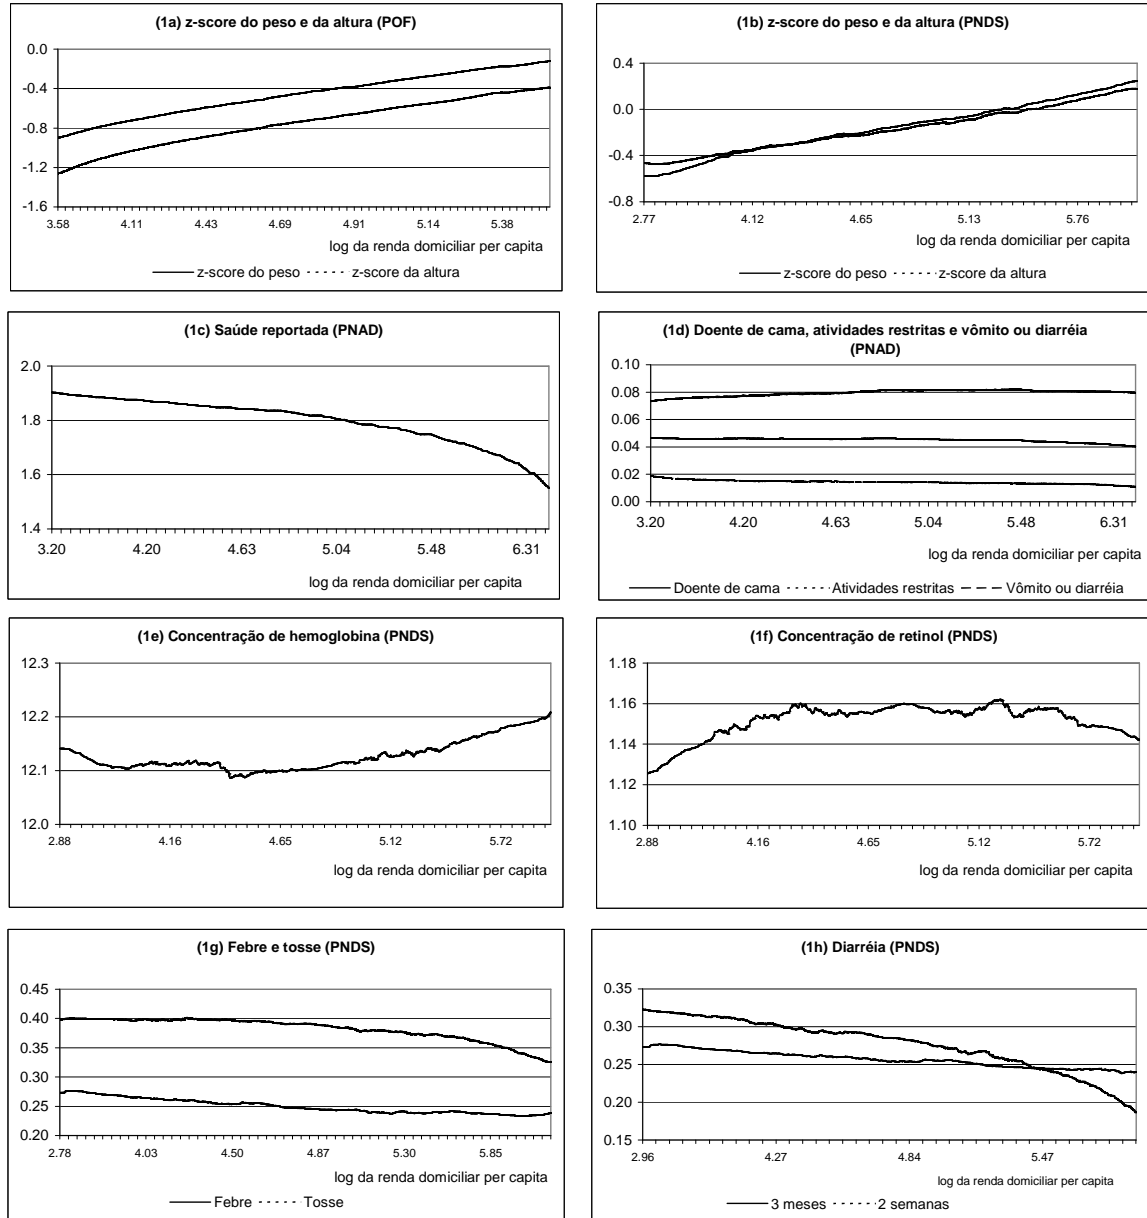 (1a) z-score do peso e da altura (POF)
0.0
-0.4
-0.8
-1.2
-1.6
3.58 4.11 4.43 4.69 4.91 5.14 5.38
log da renda domiciliar per capita
z-score do peso z-score da altura
(1b) z-score do peso e da altura (PNDS)
0.4
0.0
-0.4
-0.8
2.77 4.12 4.65 5.13 5.76
log da renda domiciliar per capita
z-score do peso z-score da altura
(1c) Saúde reportada (PNAD)
2.0
1.8
1.6
1.4
3.20 4.20 4.63 5.04 5.48 6.31
log da renda domiciliar per capita
(1d) Doente de cama, atividades restritas e vômito ou diarréia
(PNAD)
0.10
0.08
0.06
0.04
0.02
0.00
3.20 4.20 4.63 5.04 5.48 6.31
log da renda domiciliar per capita
Doente de cama Atividades restritas Vômito ou diarréia
(1e) Concentração de hemoglobina (PNDS)
12.3
12.2
12.1
12.0
2.88 4.16 4.65 5.12 5.72
log da renda domiciliar per capita
(1f) Concentração de retinol (PNDS)
1.18
1.16
1.14
1.12
1.10
2.88 4.16 4.65 5.12 5.72
log da renda domiciliar per capita
(1g) Febre e tosse (PNDS)
0.45
0.40
0.35
0.30
0.25
0.20
2.78 4.03 4.50 4.87 5.30 5.85
log da renda domiciliar per capita
Febre Tosse
(1h) Diarréia (PNDS)
0.35
0.30
0.25
0.20
0.15
2.96 4.27 4.84 5.47
log da renda domiciliar per capita
3 meses 2 semanas